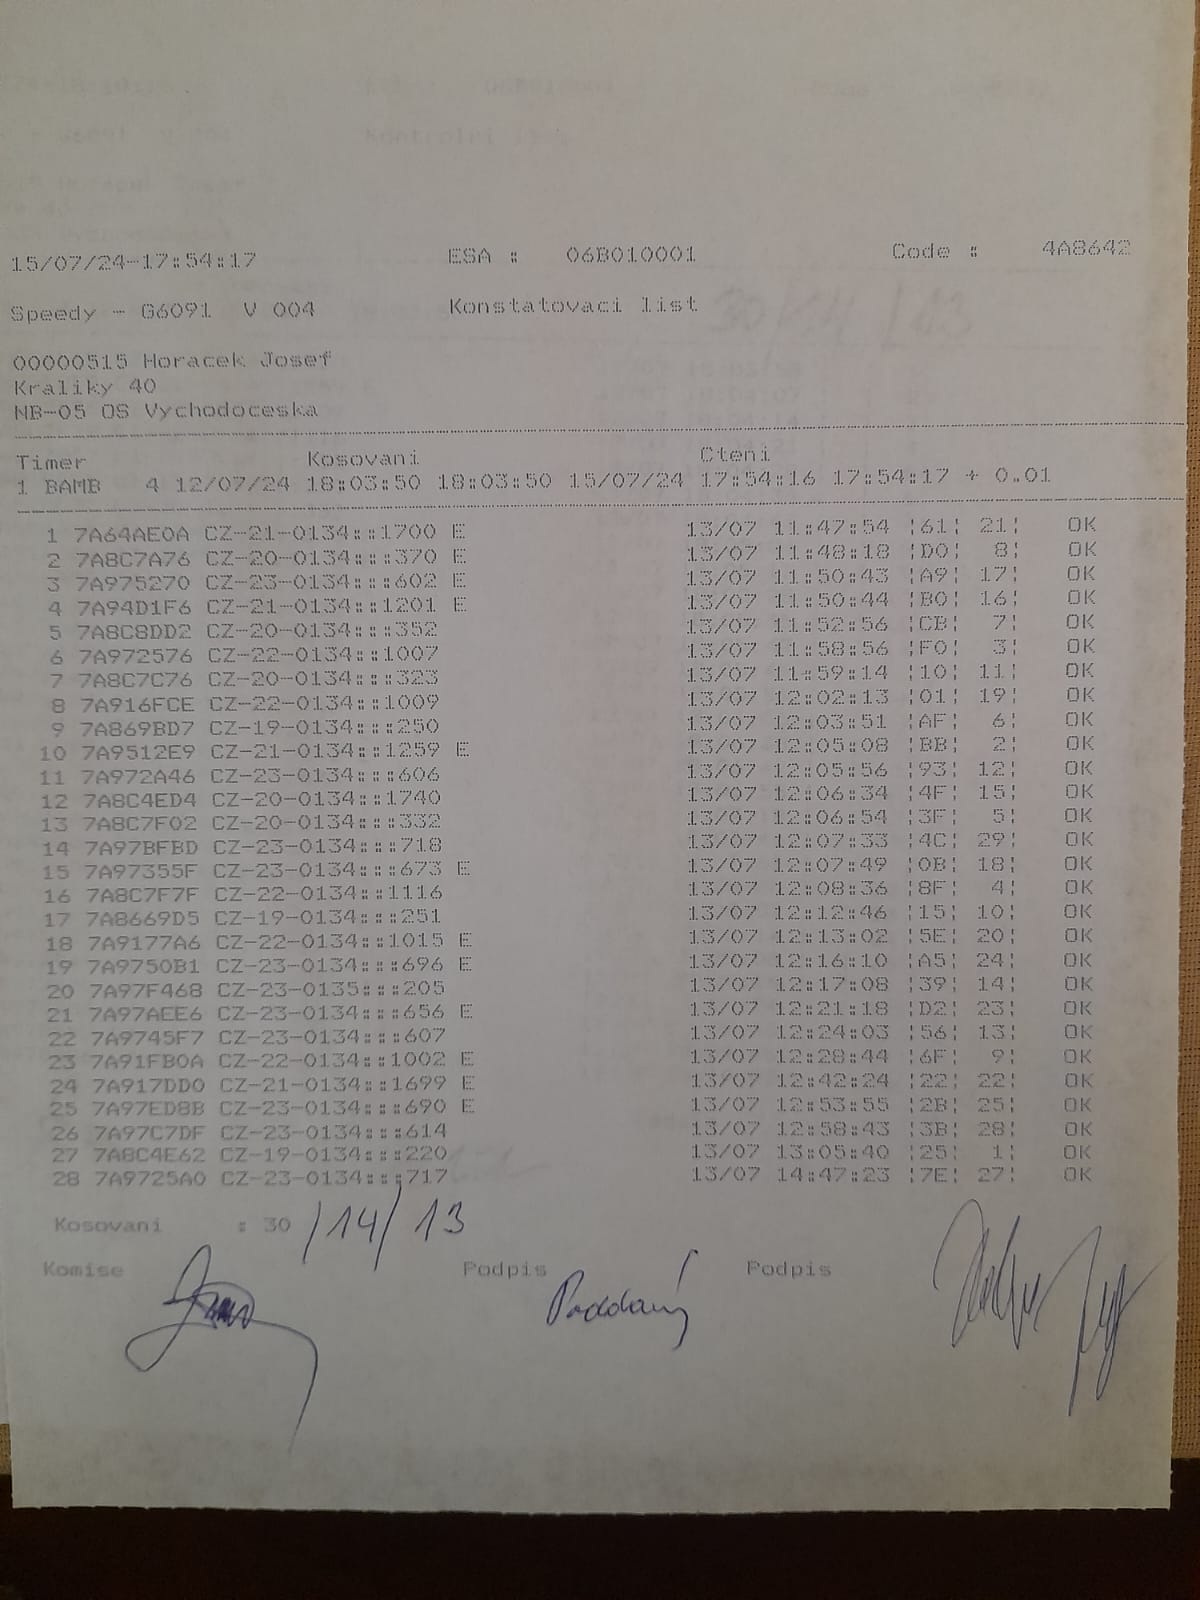 15/07/24-17:54:17 ESA : 06B010001 Code : 4A8642
Speedy - G6091 V 004 Konstatovaci list
00000515 Horacek Josef
Kraliky 40
NB-05 OS Vychodoceska
Timer Kosovani Cteni
1 BAMB 4 12/07/24 18:03:50 18:03:50 15/07/24 17:54:16 17:54:17 + 0.01
1 7A64AE0A CZ-21-0134:::1700 E 13/07 11:47:54 ¦61¦ 21¦ OK
2 7A8C7A76 CZ-20-0134::::370 E 13/07 11:48:18 ¦D0¦ 8¦ OK
3 7A975270 CZ-23-0134::::602 E 13/07 11:50:43 ¦A9¦ 17¦ OK
4 7A94D1F6 CZ-21-0134:::1201 E 13/07 11:50:44 ¦B0¦ 16¦ OK
5 7A8C8DD2 CZ-20-0134::::352 13/07 11:52:56 ¦CB¦ 7¦ OK
6 7A972576 CZ-22-0134:::1007 13/07 11:58:56 ¦F0¦ 3¦ OK
7 7A8C7C76 CZ-20-0134::::323 13/07 11:59:14 ¦10¦ 11¦ OK
8 7A916FCE CZ-22-0134:::1009 13/07 12:02:13 ¦01¦ 19¦ OK
9 7A869BD7 CZ-19-0134::::250 13/07 12:03:51 ¦AF¦ 6¦ OK
10 7A9512E9 CZ-21-0134:::1259 E 13/07 12:05:08 ¦BB¦ 2¦ OK
11 7A972A46 CZ-23-0134::::606 13/07 12:05:56 ¦93¦ 12¦ OK
12 7A8C4ED4 CZ-20-0134:::1740 13/07 12:06:34 ¦4F¦ 15¦ OK
13 7A8C7F02 CZ-20-0134::::332 13/07 12:06:54 ¦3F¦ 5¦ OK
14 7A97BFBD CZ-23-0134::::718 13/07 12:07:33 ¦4C¦ 29¦ OK
15 7A97355F CZ-23-0134::::673 E 13/07 12:07:49 ¦0B¦ 18¦ OK
16 7A8C7F7F CZ-22-0134:::1116 13/07 12:08:36 ¦8F¦ 4¦ OK
17 7A8669D5 CZ-19-0134::::251 13/07 12:12:46 ¦15¦ 10¦ OK
18 7A9177A6 CZ-22-0134:::1015 E 13/07 12:13:02 ¦5E¦ 20¦ OK
19 7A9750B1 CZ-23-0134::::696 E 13/07 12:16:10 ¦A5¦ 24¦ OK
20 7A97F468 CZ-23-0135::::205 13/07 12:17:08 ¦39¦ 14¦ OK
21 7A97AEE6 CZ-23-0134::::656 E 13/07 12:21:18 ¦D2¦ 23¦ OK
22 7A9745F7 CZ-23-0134::::607 13/07 12:24:03 ¦56¦ 13¦ OK
23 7A91FB0A CZ-22-0134:::1002 E 13/07 12:28:44 ¦6F¦ 9¦ OK
24 7A917DD0 CZ-21-0134:::1699 E 13/07 12:42:24 ¦22¦ 22¦ OK
25 7A97ED8B CZ-23-0134::::690 E 13/07 12:53:55 ¦2B¦ 25¦ OK
26 7A97C7DF CZ-23-0134::::614 13/07 12:58:43 ¦3B¦ 28¦ OK
27 7A8C4E62 CZ-19-0134::::220 13/07 13:05:40 ¦25¦ 1¦ OK
28 7A9725A0 CZ-23-0134::::717 13/07 14:47:23 ¦7E¦ 27¦ OK
Kosovani : 30 /14/13
Komise Podpis Podpis
Poddaný